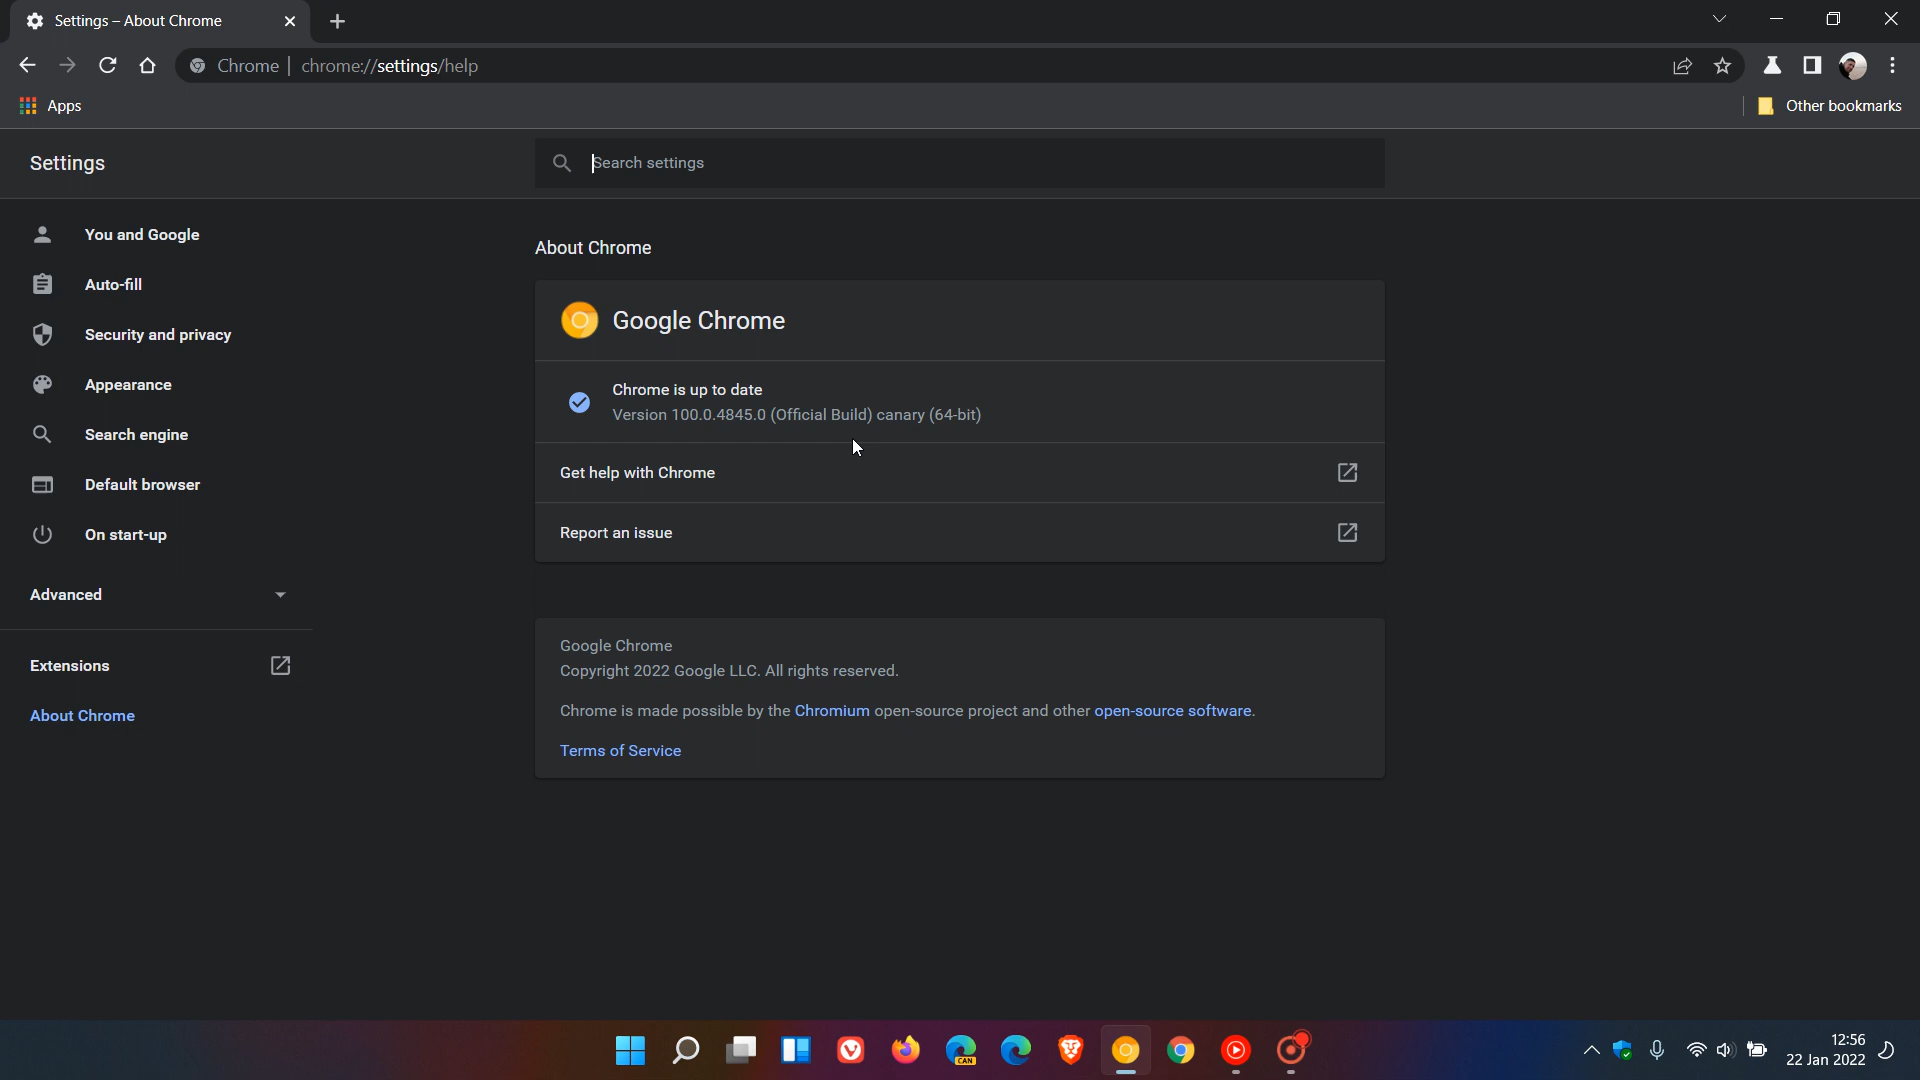 Settings – About Chrome
Chrome | chrome://settings/help
Apps
Other bookmarks
Settings
Search settings
You and Google
Auto-fill
Security and privacy
Appearance
Search engine
Default browser
On start-up
Advanced
Extensions
About Chrome
About Chrome
Google Chrome
Chrome is up to date
Version 100.0.4845.0 (Official Build) canary (64-bit)
Get help with Chrome
Report an issue
Google Chrome
Copyright 2022 Google LLC. All rights reserved.
Chrome is made possible by the Chromium open-source project and other open-source software.
Terms of Service
CAN
12:56
22 Jan 2022